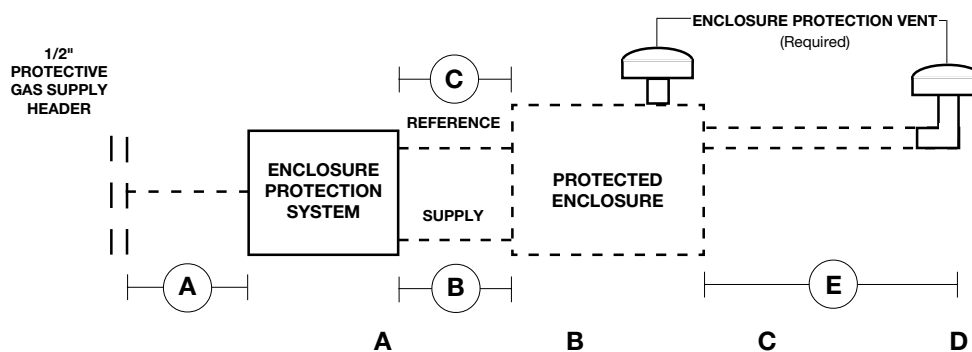 ENCLOSURE PROTECTION VENT
(Required)
1/2"
PROTECTIVE
GAS SUPPLY
HEADER
C
REFERENCE
ENCLOSURE
PROTECTION
SYSTEM
PROTECTED
ENCLOSURE
SUPPLY
A
B
E
A B C D